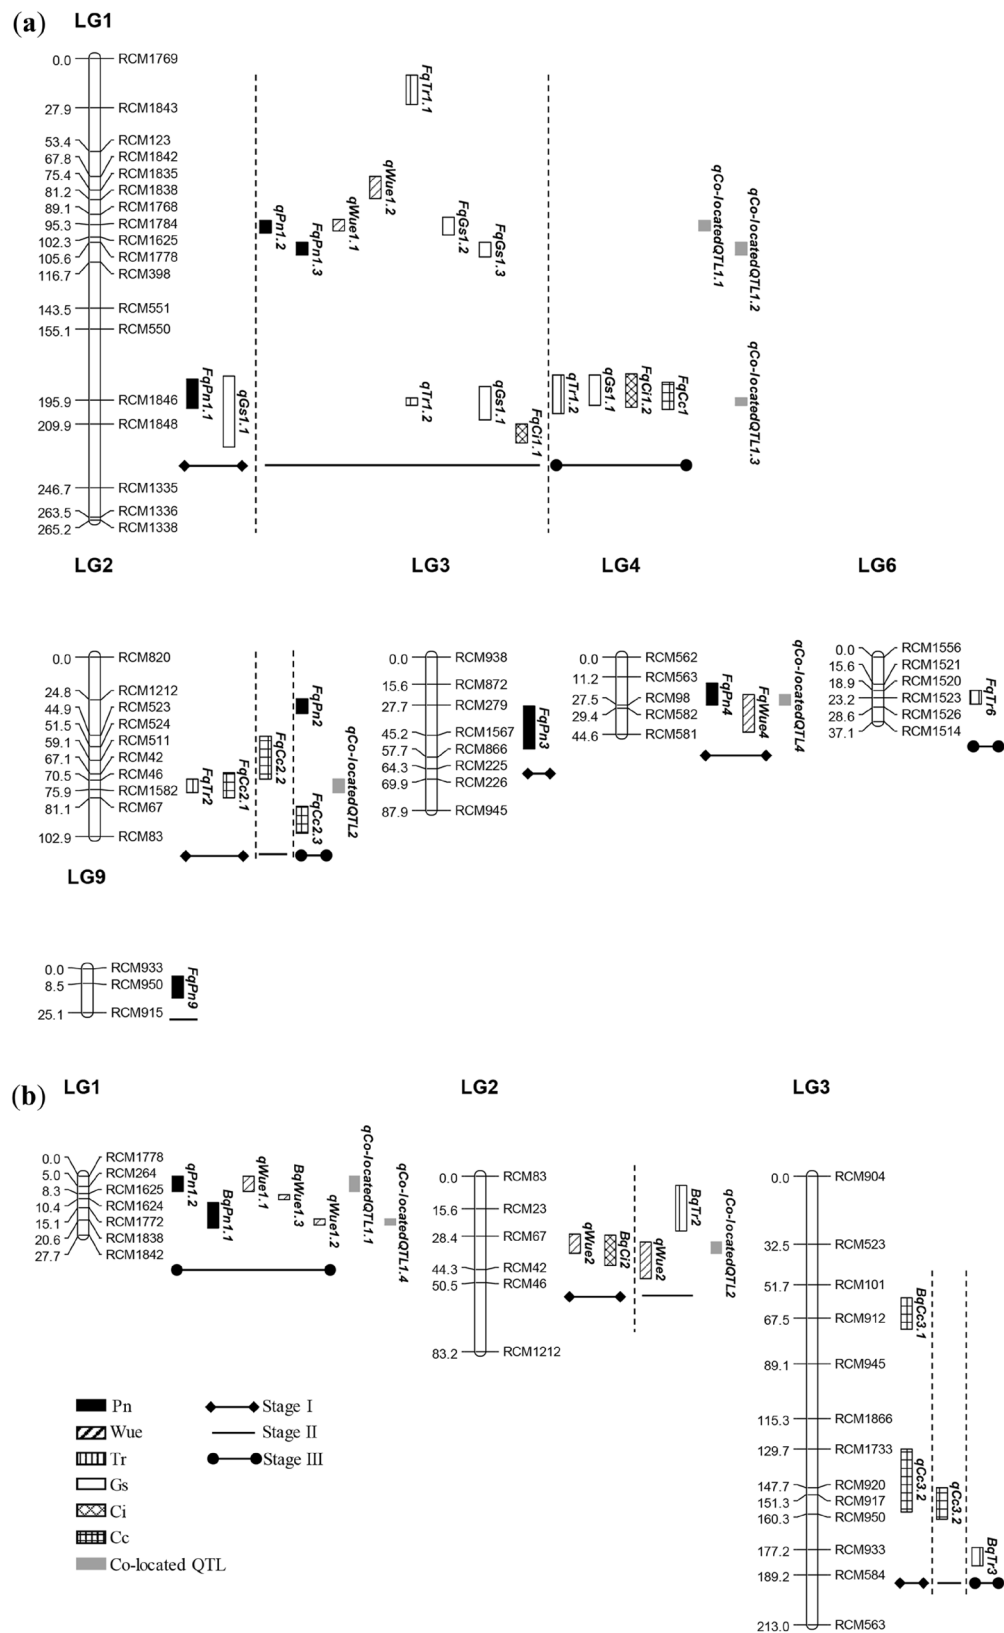 (a) LG1
0.0 RCM1769
27.9 RCM1843
53.4 RCM123
67.8 RCM1842
75.4 RCM1835
81.2 RCM1838
89.1 RCM1768
95.3 RCM1784
102.3 RCM1625
105.6 RCM1778
116.7 RCM398
143.5 RCM551
155.1 RCM550
195.9 RCM1846
209.9 RCM1848
246.7 RCM1335
263.5 RCM1336
265.2 RCM1338
FqPn1.1
qGs1.1
qPn1.2
FqPn1.3
qWue1.1
qWue1.2
FqTr1.1
qTr1.2
FqGs1.2
FqGs1.3
qGs1.1
FqCi1.1
qTr1.2
qGs1.1
FqCi1.2
FqCc1
qCo-locatedQTL1.1
qCo-locatedQTL1.2
qCo-locatedQTL1.3
LG2 LG3 LG4 LG6
0.0 RCM820
24.8 RCM1212
44.9 RCM523
51.5 RCM524
59.1 RCM511
67.1 RCM42
70.5 RCM46
75.9 RCM1582
81.1 RCM67
102.9 RCM83
FqTr2
FqCc2.1
FqCc2.2
FqPn2
FqCc2.3
qCo-locatedQTL2
0.0 RCM938
15.6 RCM872
27.7 RCM279
45.2 RCM1567
57.7 RCM866
64.3 RCM225
69.9 RCM226
87.9 RCM945
FqPn3
0.0 RCM562
11.2 RCM563
27.5 RCM98
29.4 RCM582
44.6 RCM581
FqPn4
FqWue4
qCo-locatedQTL4
0.0 RCM1556
15.6 RCM1521
18.9 RCM1520
23.2 RCM1523
28.6 RCM1526
37.1 RCM1514
FqTr6
LG9
0.0 RCM933
8.5 RCM950
25.1 RCM915
FqPn9
(b) LG1 LG2 LG3
0.0 RCM1778
5.0 RCM264
8.3 RCM1625
10.4 RCM1624
15.1 RCM1772
20.6 RCM1838
27.7 RCM1842
qPn1.2
BqPn1.1
qWue1.1
BqWue1.3
qWue1.2
qCo-locatedQTL1.1
qCo-locatedQTL1.4
0.0 RCM83
15.6 RCM23
28.4 RCM67
44.3 RCM42
50.5 RCM46
83.2 RCM1212
qWue2
BqCi2
qWue2
BqTr2
qCo-locatedQTL2
0.0 RCM904
32.5 RCM523
51.7 RCM101
67.5 RCM912
89.1 RCM945
115.3 RCM1866
129.7 RCM1733
147.7 RCM920
151.3 RCM917
160.3 RCM950
177.2 RCM933
189.2 RCM584
213.0 RCM563
BqCc3.1
qCc3.2
qCc3.2
BqTr3
Pn Stage I
Wue Stage II
Tr Stage III
Gs
Ci
Cc
Co-located QTL